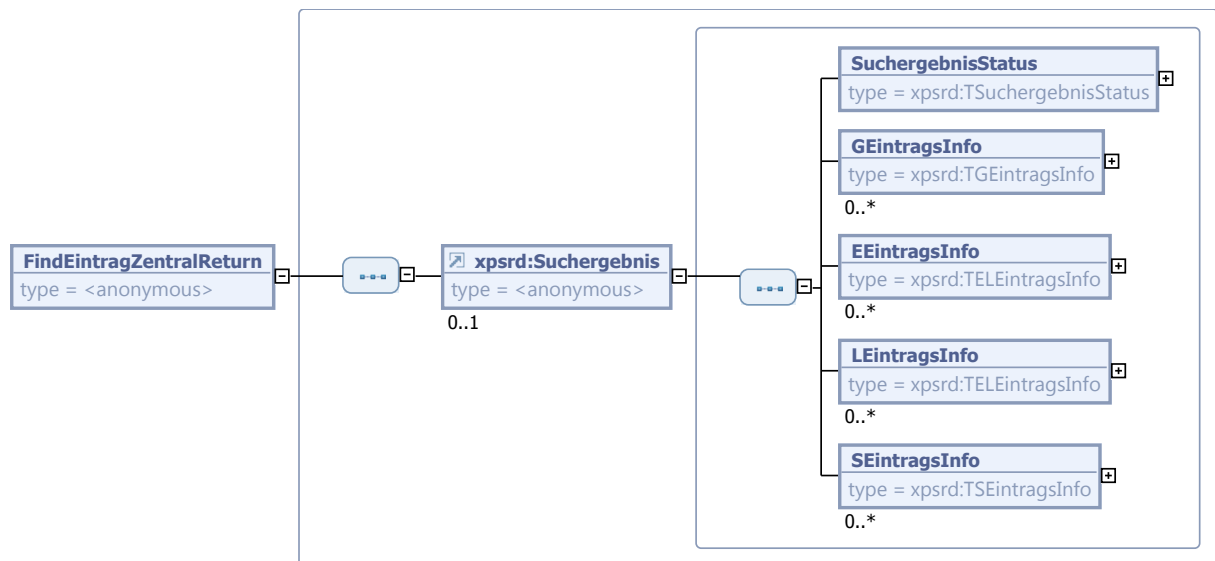 SuchergebnisStatus
type = xpsrd:TSuchergebnisStatus
GEintragsInfo
type = xpsrd:TGEintragsInfo
0..*
FindEintragZentralReturn
type = <anonymous>
xpsrd:Suchergebnis
type = <anonymous>
0..1
EEintragsInfo
type = xpsrd:TELEintragsInfo
0..*
LEintragsInfo
type = xpsrd:TELEintragsInfo
0..*
SEintragsInfo
type = xpsrd:TSEintragsInfo
0..*